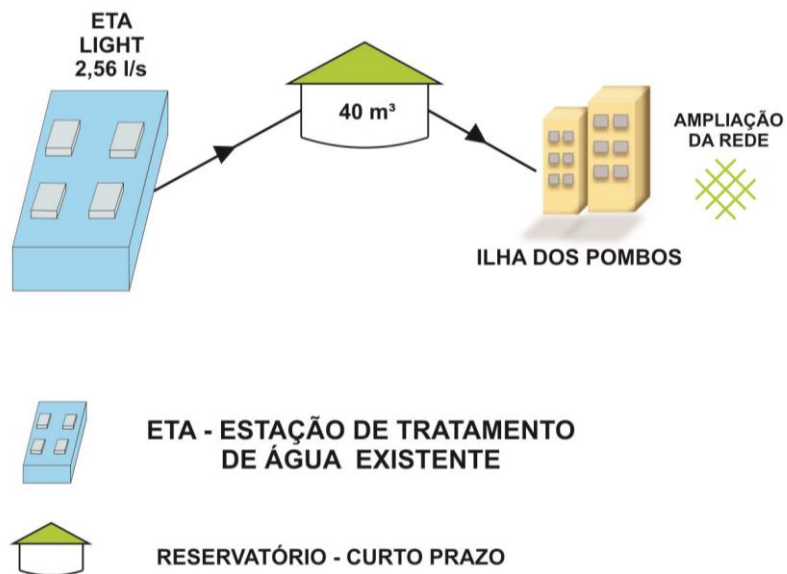 ETA
LIGHT
2,56 l/s
40 m³
AMPLIAÇÃO
DA REDE
ILHA DOS POMBOS
ETA - ESTAÇÃO DE TRATAMENTO
DE ÁGUA EXISTENTE
RESERVATÓRIO - CURTO PRAZO